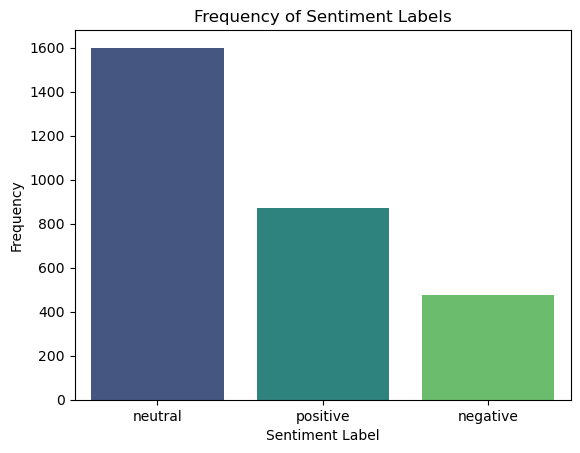 Frequency of Sentiment Labels
1600
1400
1200
1000
800
600
400
200
0
Frequency
neutral positive negative
Sentiment Label